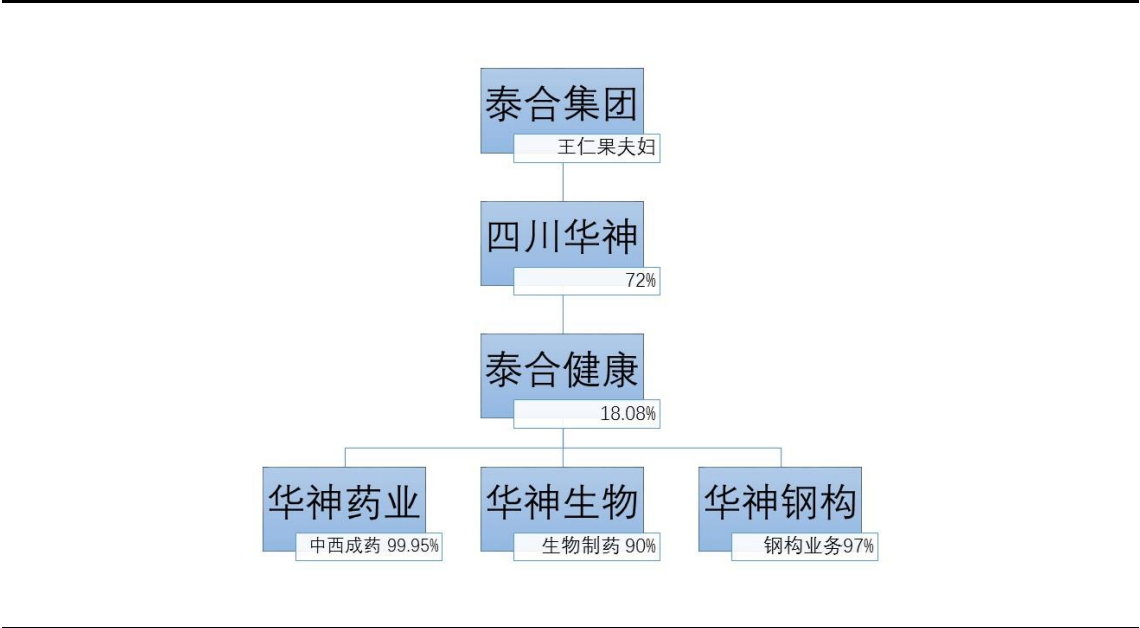 泰合集团
王仁果夫妇
四川华神
72%
泰合健康
18.08%
华神药业
中西成药 99.95%
华神生物
生物制药 90%
华神钢构
钢构业务97%